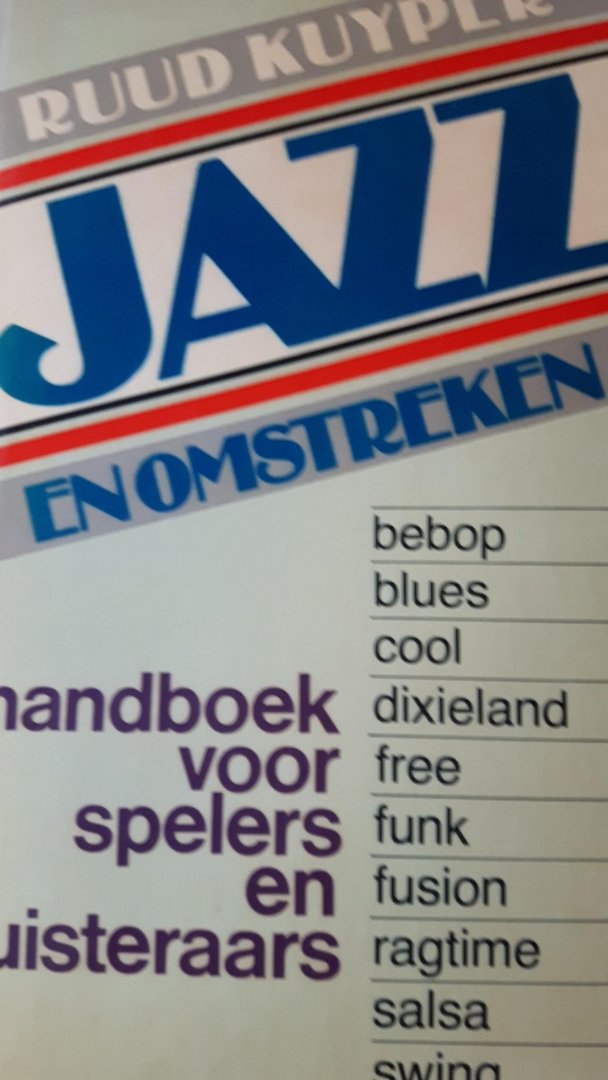 RUUD KUYPER
JAZZ
EN OMSTREKEN
handboek
voor
spelers
en
uisteraars
bebop
blues
cool
dixieland
free
funk
fusion
ragtime
salsa
swing